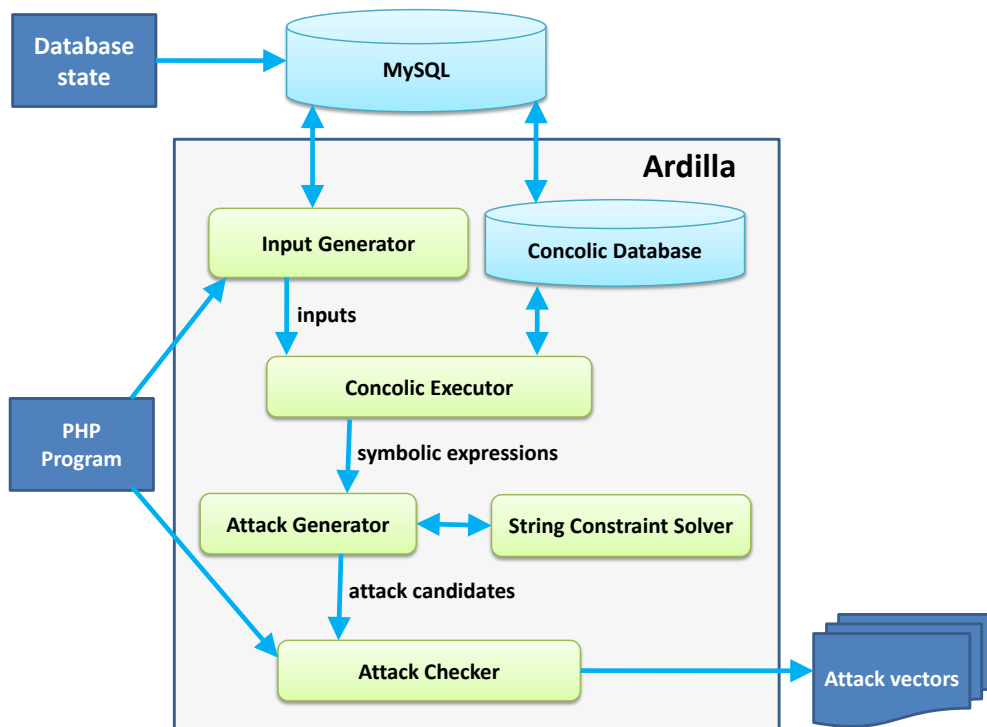 Database
state
MySQL
Ardilla
Input Generator
Concolic Database
inputs
Concolic Executor
PHP
Program
symbolic expressions
Attack Generator
String Constraint Solver
attack candidates
Attack Checker
Attack vectors